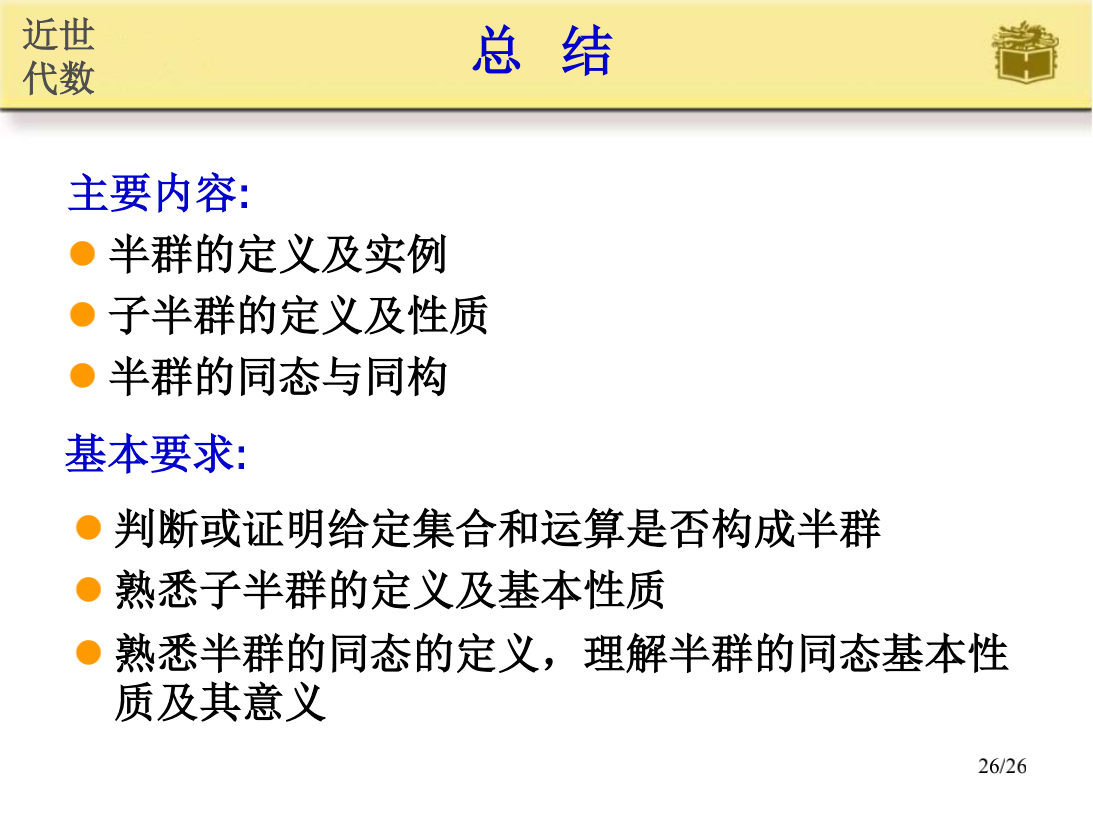 近世
代数
总 结
主要内容:
半群的定义及实例
子半群的定义及性质
半群的同态与同构
基本要求:
判断或证明给定集合和运算是否构成半群
熟悉子半群的定义及基本性质
熟悉半群的同态的定义，理解半群的同态基本性
质及其意义
26/26